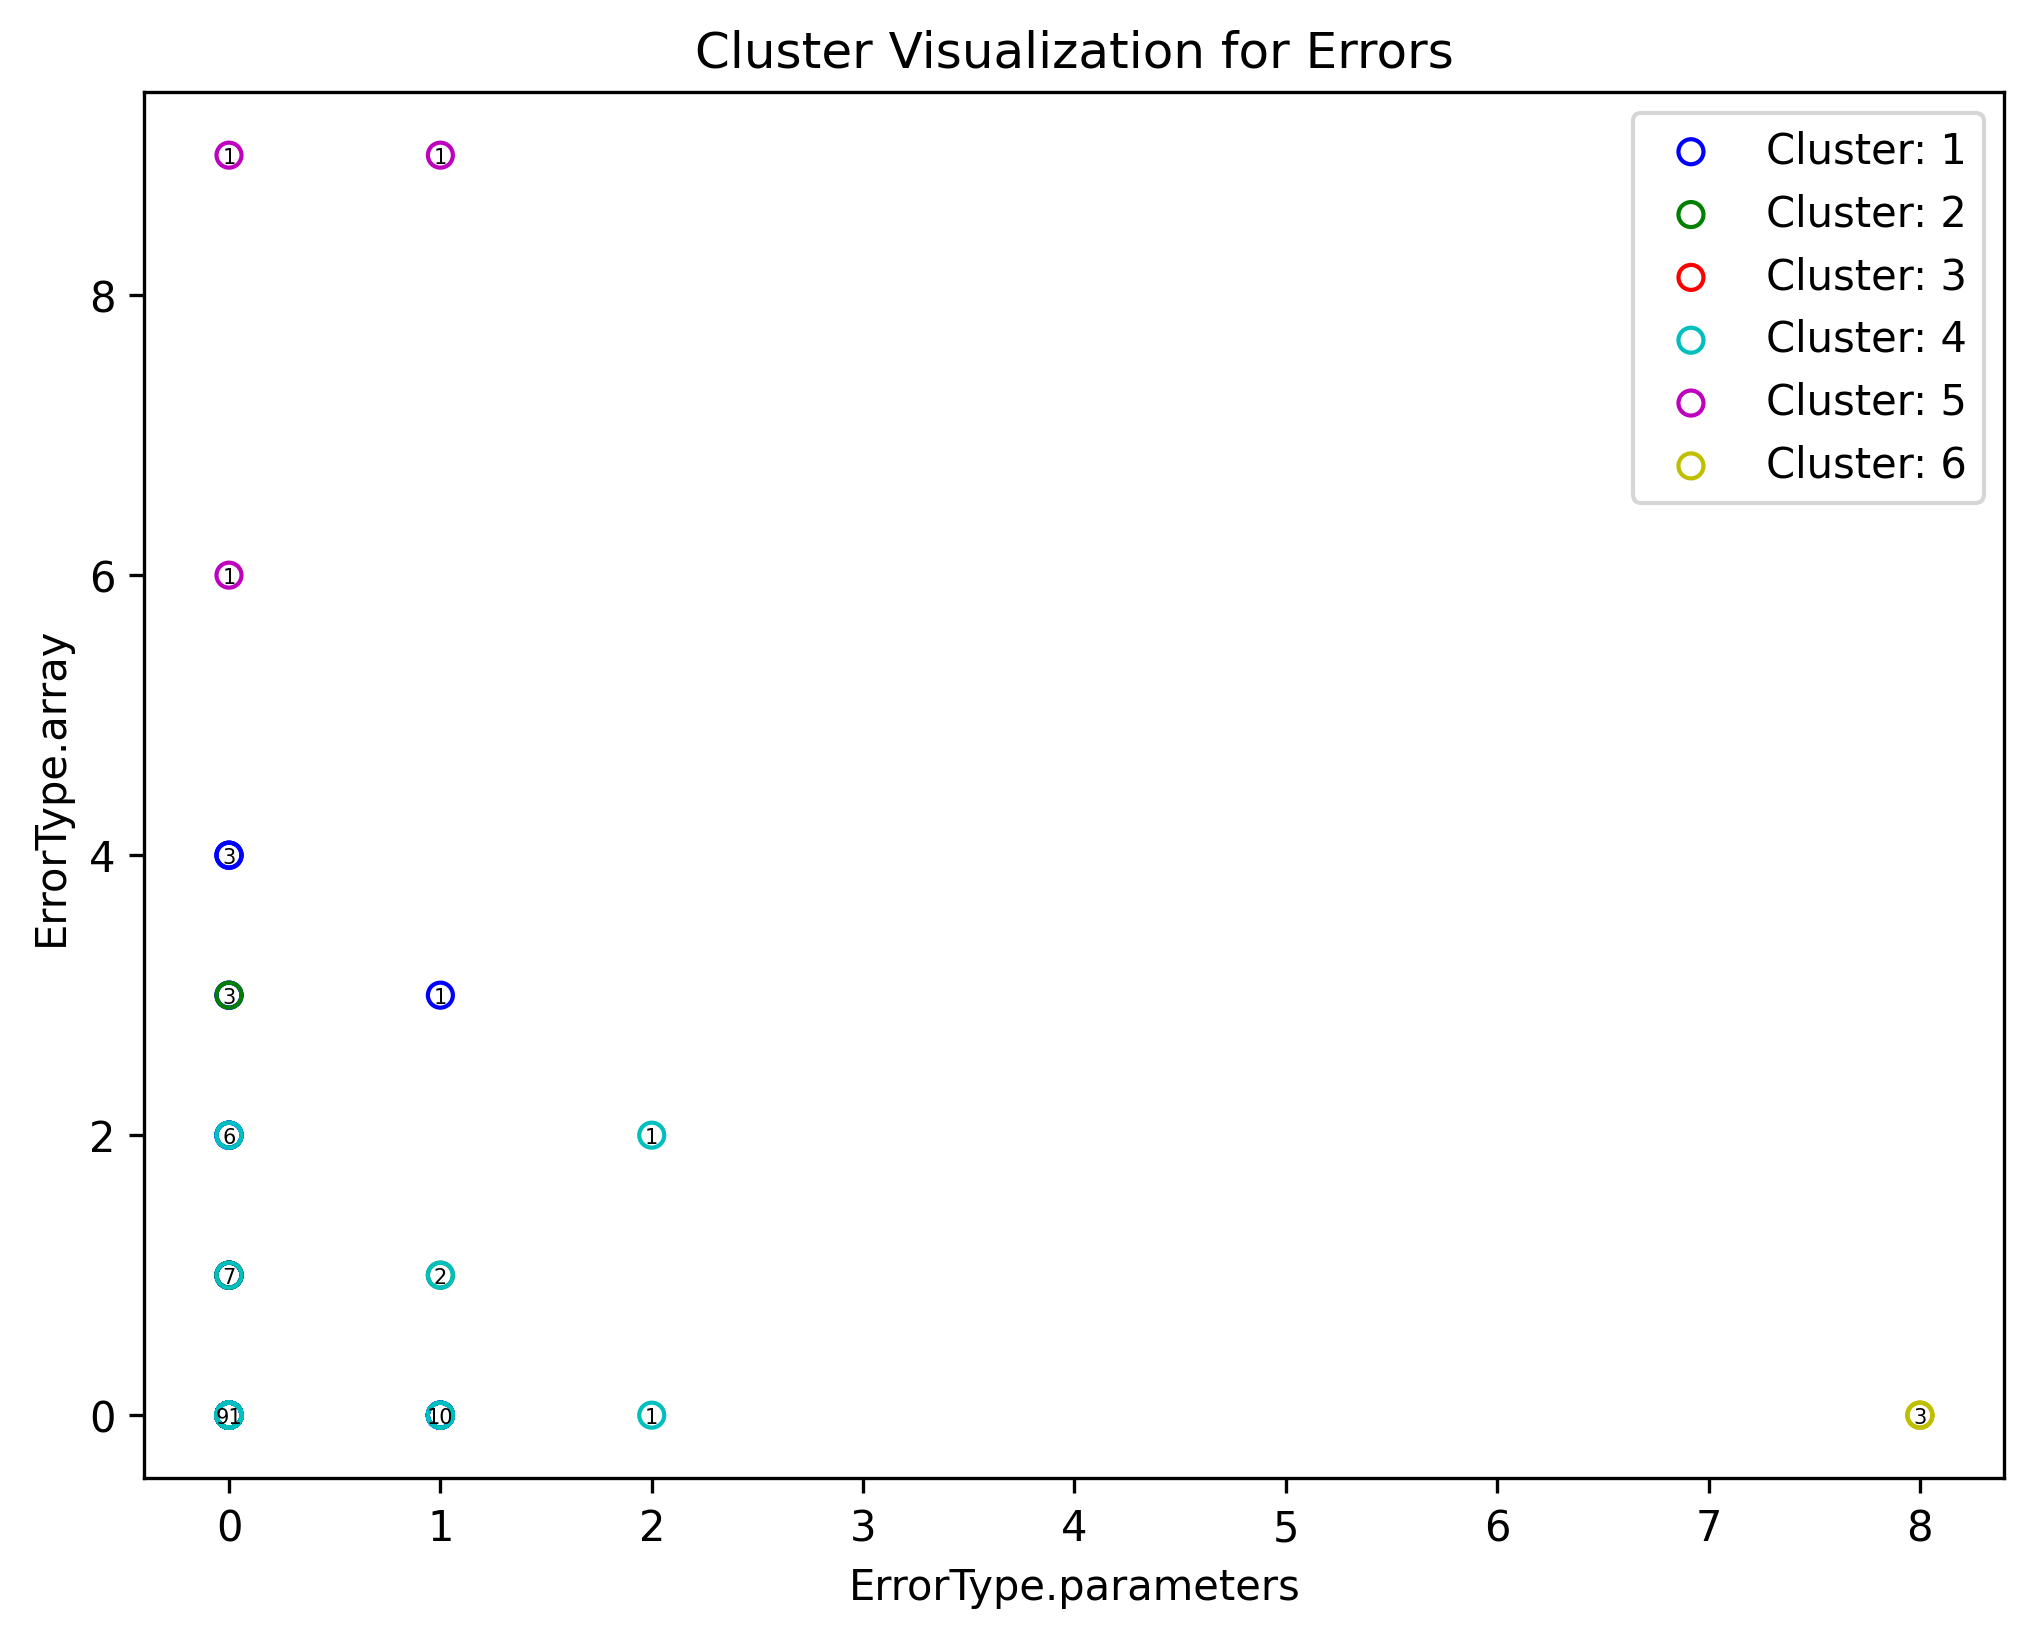 Cluster Visualization for Errors
Cluster: 1
Cluster: 2
Cluster: 3
Cluster: 4
Cluster: 5
Cluster: 6
1 1
8
1
6
3
4
3 1
6 1
2
7 2
91 10 1 3
0
0 1 2 3 4 5 6 7 8
ErrorType.array
ErrorType.parameters